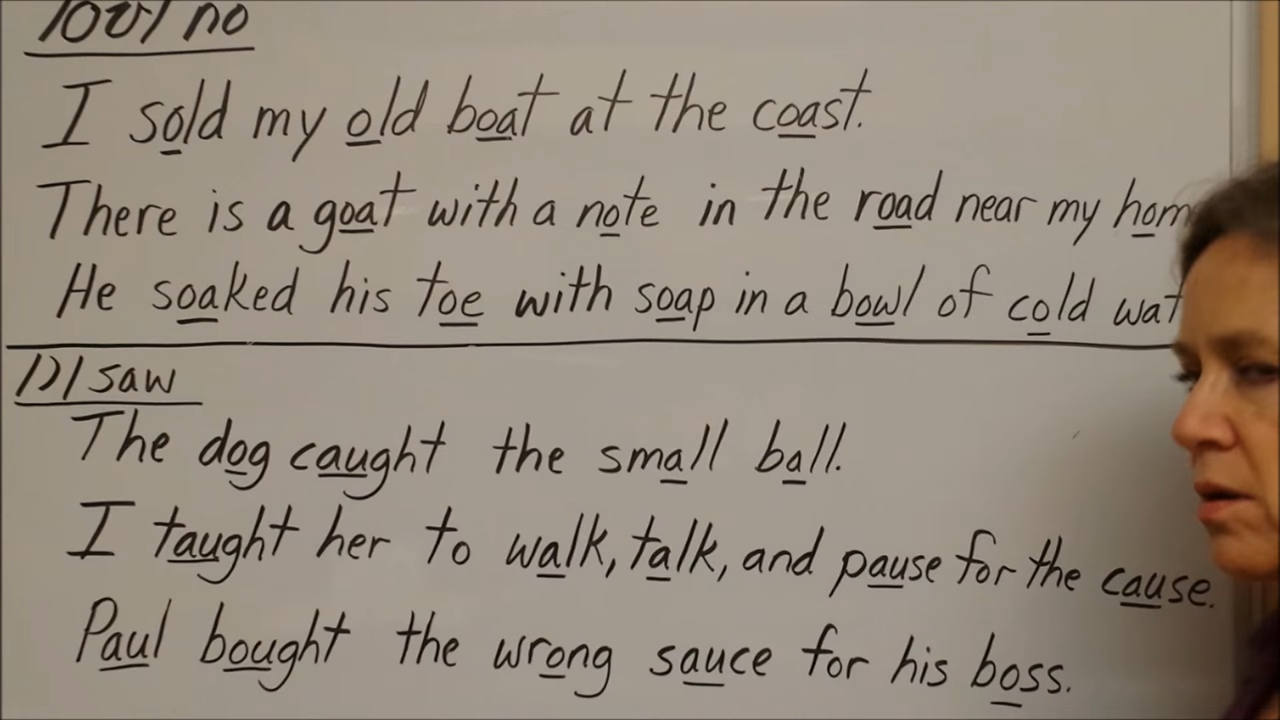 /oʊ/ no
I sold my old boat at the coast.
There is a goat with a note in the road near my hom
He soaked his toe with soap in a bowl of cold wat
/ɔ/ saw
The dog caught the small ball.
I taught her to walk, talk, and pause for the cause.
Paul bought the wrong sauce for his boss.